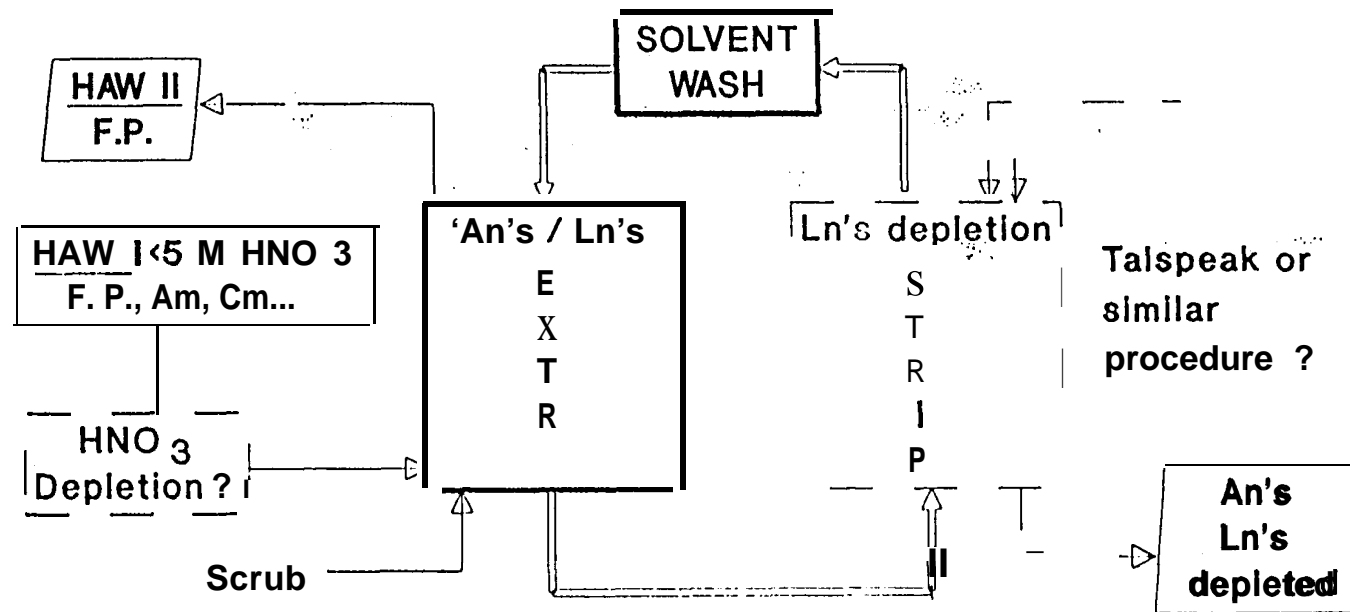 SOLVENT
WASH
HAW II
F.P.
HAW I<5 M HNO 3
F. P., Am, Cm...
HNO 3
Depletion ?
Scrub
'An's / Ln's
E
X
T
R
Ln's depletion
S
T
R
I
P
Talspeak or
similar
procedure ?
An's
Ln's
depleted